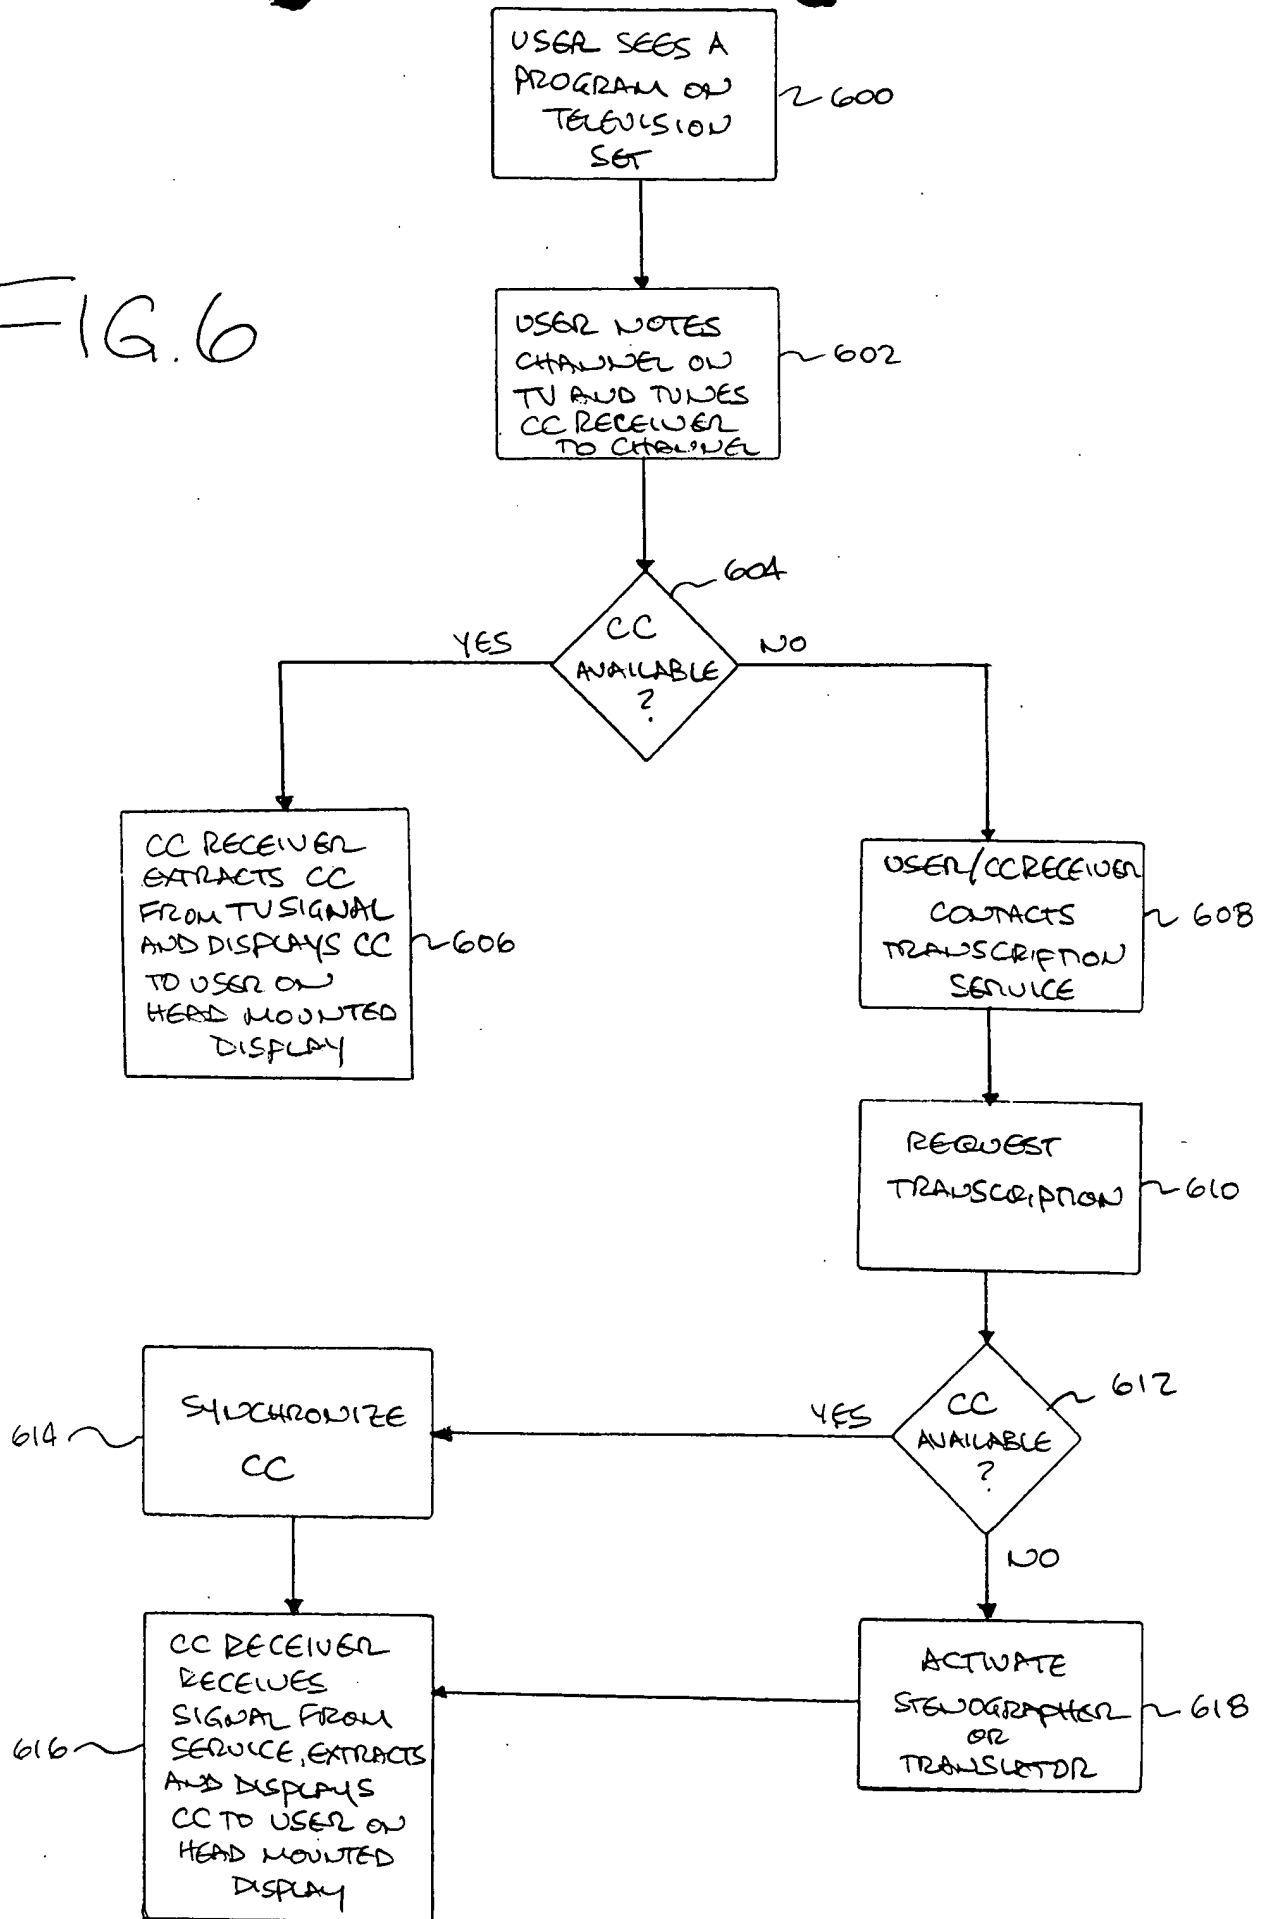 USER SEES A
PROGRAM ON
TELEVISION
SET
600
FIG.6
USER NOTES
CHANNEL ON
TV AND TUNES
CC RECEIVER
TO CHANNEL
602
604
CC
AVAILABLE
?
YES
NO
CC RECEIVER
EXTRACTS CC
FROM TV SIGNAL
AND DISPLAYS CC
TO USER ON
HEAD MOUNTED
DISPLAY
606
USER/CC RECEIVER
CONTACTS
TRANSCRIPTION
SERVICE
608
REQUEST
TRANSCRIPTION
610
CC
AVAILABLE
?
612
YES
NO
SYNCHRONIZE
CC
614
CC RECEIVER
RECEIVES
SIGNAL FROM
SERVICE, EXTRACTS
AND DISPLAYS
CC TO USER ON
HEAD MOUNTED
DISPLAY
616
ACTIVATE
STENOGRAPHER
OR
TRANSLATOR
618